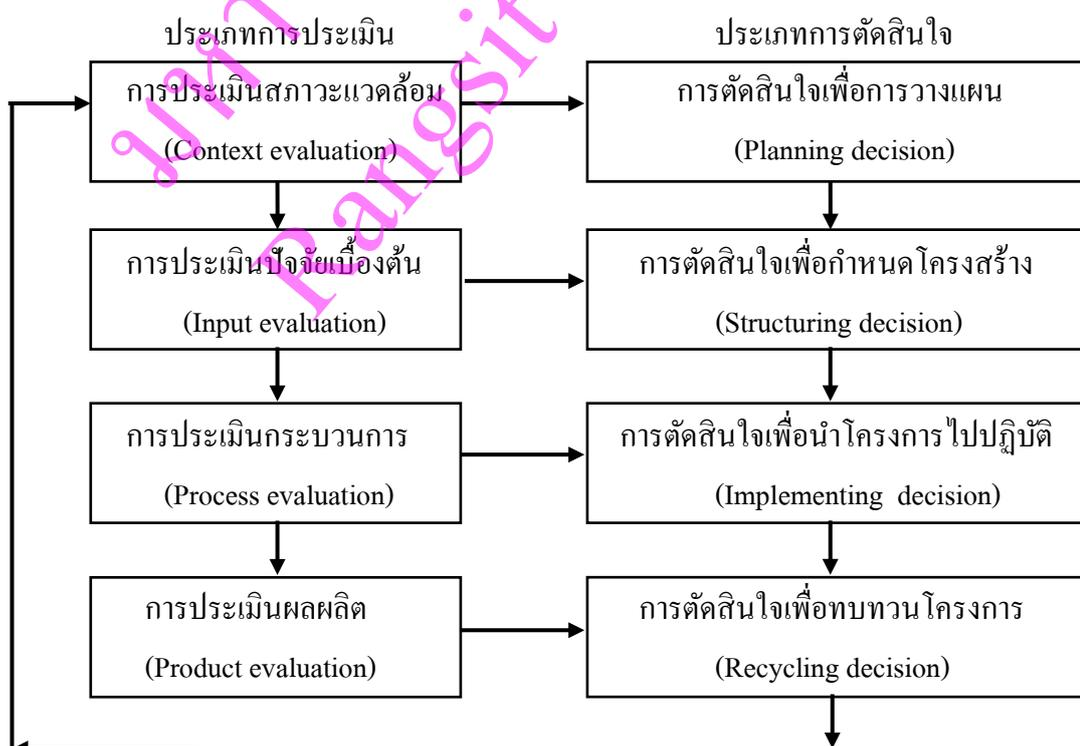 ประเภทการประเมิน
ประเภทการตัดสินใจ
การประเมินสภาวะแวดล้อม
(Context evaluation)
การตัดสินใจเพื่อการวางแผน
(Planning decision)
การประเมินปัจจัยเบื้องต้น
(Input evaluation)
การตัดสินใจเพื่อกำหนดโครงสร้าง
(Structuring decision)
การประเมินกระบวนการ
(Process evaluation)
การตัดสินใจเพื่อนำโครงการไปปฏิบัติ
(Implementing decision)
การประเมินผลผลิต
(Product evaluation)
การตัดสินใจเพื่อทบทวนโครงการ
(Recycling decision)
Rangsit